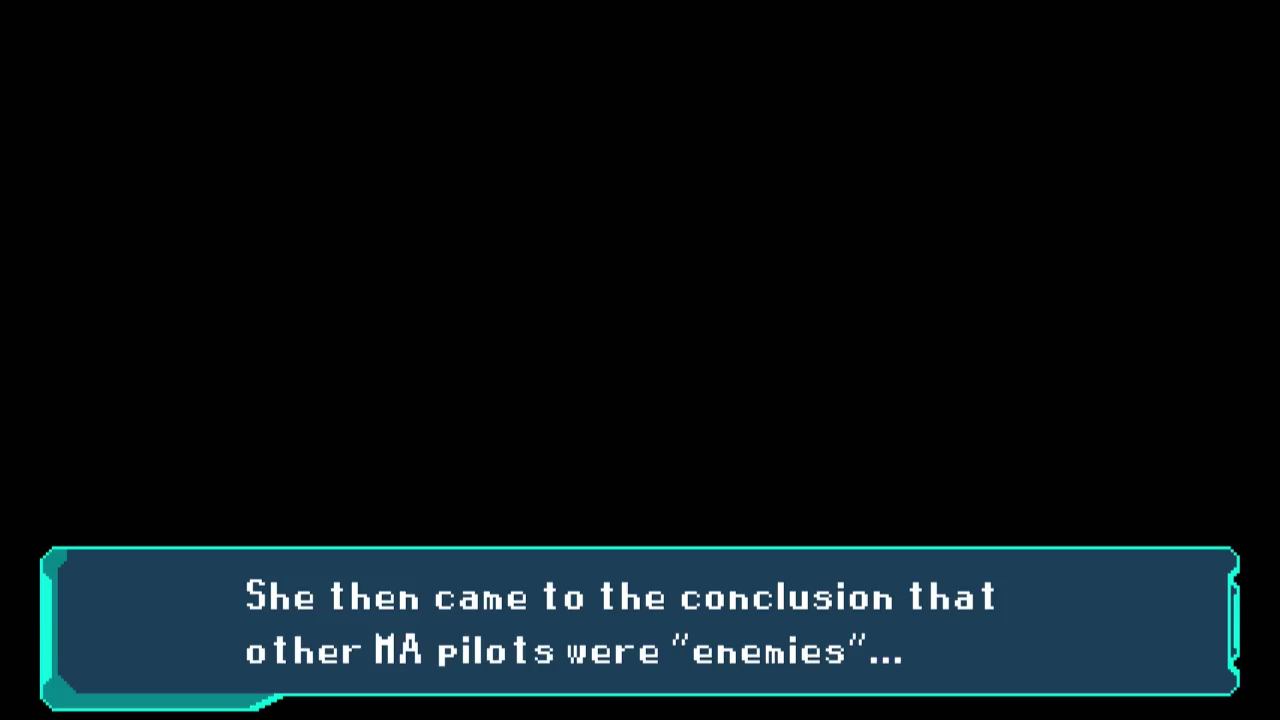 She then came to the conclusion that
other MA pilots were "enemies"...